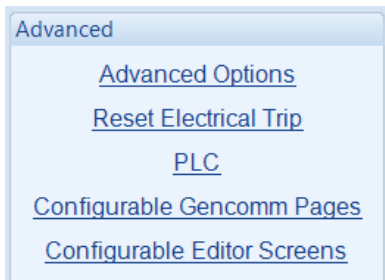 Advanced
Advanced Options
Reset Electrical Trip
PLC
Configurable Gencomm Pages
Configurable Editor Screens